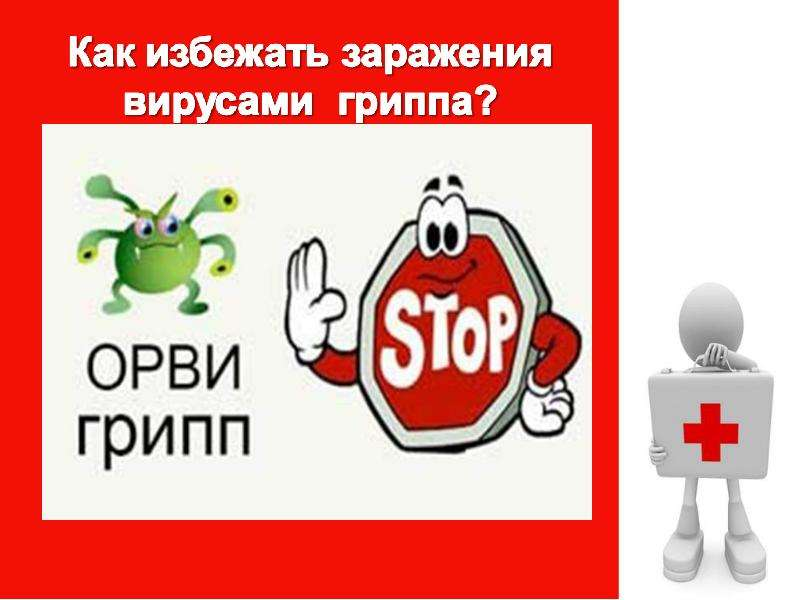 Как избежать заражения
вирусами гриппа?
ОРВИ
грипп
STOP